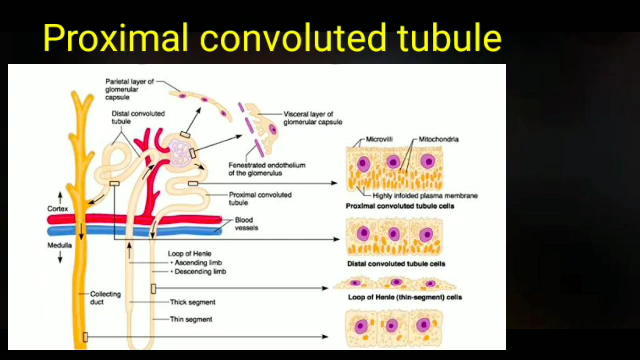 Proximal convoluted tubule
Parietal layer of
glomerular
capsule
Distal convoluted
tubule
Visceral layer of
glomerular capsule
Fenestrated endothelium
of the glomerulus
Microvilli
Mitochondria
Highly infolded plasma membrane
Proximal convoluted tubule cells
Proximal convoluted
tubule
Cortex
Blood
vessels
Medulla
Distal convoluted tubule cells
Loop of Henle
• Ascending limb
• Descending limb
Loop of Henle (thin-segment) cells
Collecting
duct
Thick segment
Thin segment